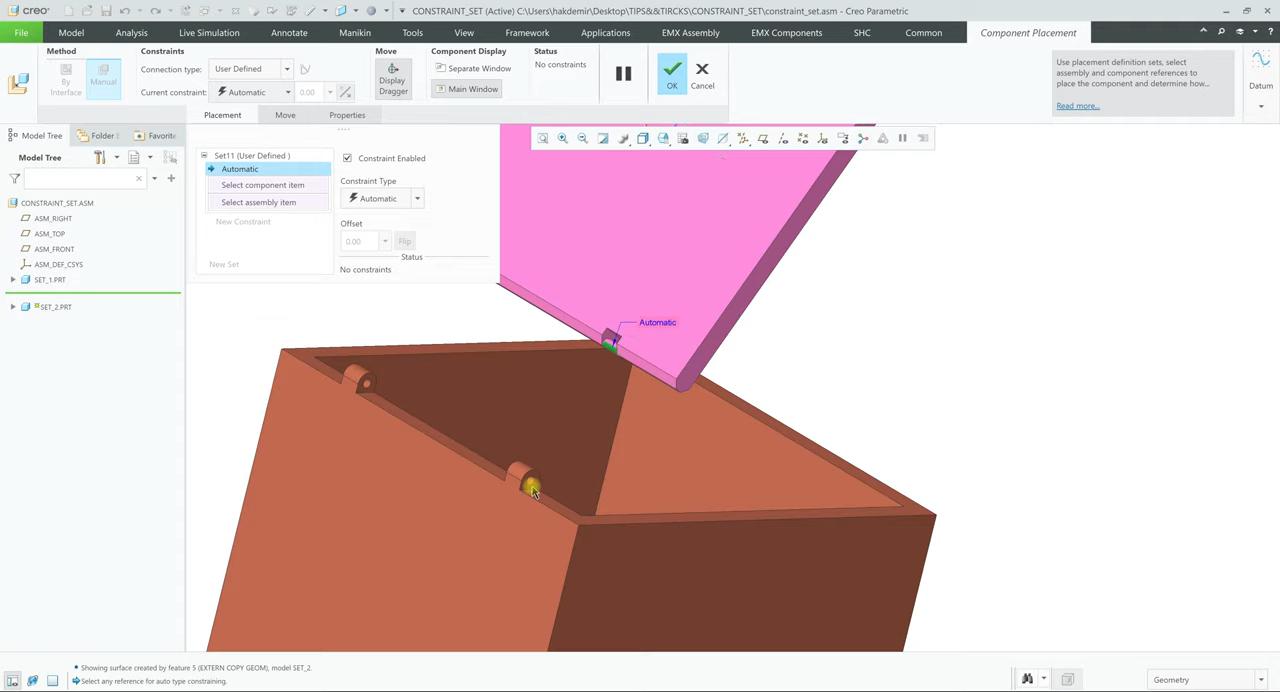 creo
CONSTRAINT_SET (Active) C:\Users\hakdemir\Desktop\TIPS&&TIRCKS\CONSTRAINT_SET\constraint_set.asm - Creo Parametric
File Model Analysis Live Simulation Annotate Manikin Tools View Framework Applications EMX Assembly EMX Components SHC Common Component Placement
Method Constraints Move Component Display Status
By Interface
Manual
Connection type: User Defined
Current constraint: Automatic 0.00
Display Dragger
Separate Window
Main Window
No constraints
OK
Cancel
Use placement definition sets, select assembly and component references to place the component and determine how...
Read more...
Datum
Placement Move Properties
Model Tree Folder Favorite
Model Tree
CONSTRAINT_SET.ASM
ASM_RIGHT
ASM_TOP
ASM_FRONT
ASM_DEF_CSYS
SET_1.PRT
SET_2.PRT
Set11 (User Defined )
Automatic
Select component item
Select assembly item
New Constraint
New Set
Constraint Enabled
Constraint Type
Automatic
Offset
0.00 Flip
Status
No constraints
Automatic
Showing surface created by feature 5 (EXTERN COPY GEOM), model SET_2.
Select any reference for auto type constraining.
Geometry